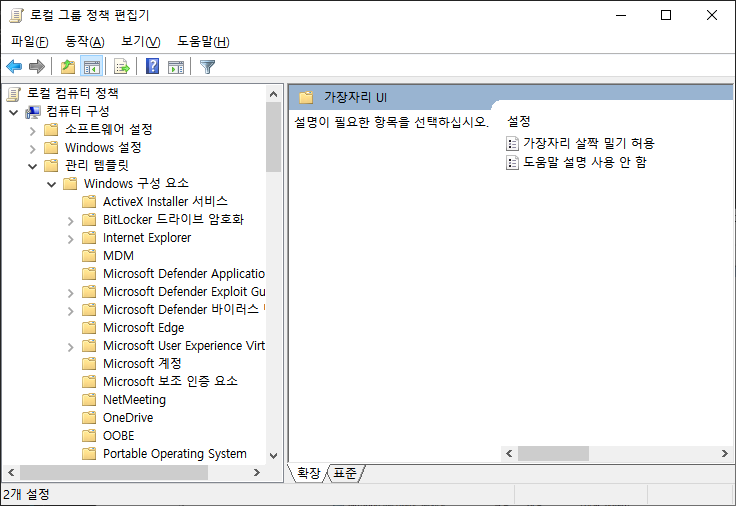 로컬 그룹 정책 편집기
파일(F) 동작(A) 보기(V) 도움말(H)
로컬 컴퓨터 정책
컴퓨터 구성
소프트웨어 설정
Windows 설정
관리 템플릿
Windows 구성 요소
ActiveX Installer 서비스
BitLocker 드라이브 암호화
Internet Explorer
MDM
Microsoft Defender Applicatio
Microsoft Defender Exploit Gu
Microsoft Defender 바이러스
Microsoft Edge
Microsoft User Experience Virt
Microsoft 계정
Microsoft 보조 인증 요소
NetMeeting
OneDrive
OOBE
Portable Operating System
가장자리 UI
설명이 필요한 항목을 선택하십시오.
설정
가장자리 살짝 밀기 허용
도움말 설명 사용 안 함
확장 표준
2개 설정